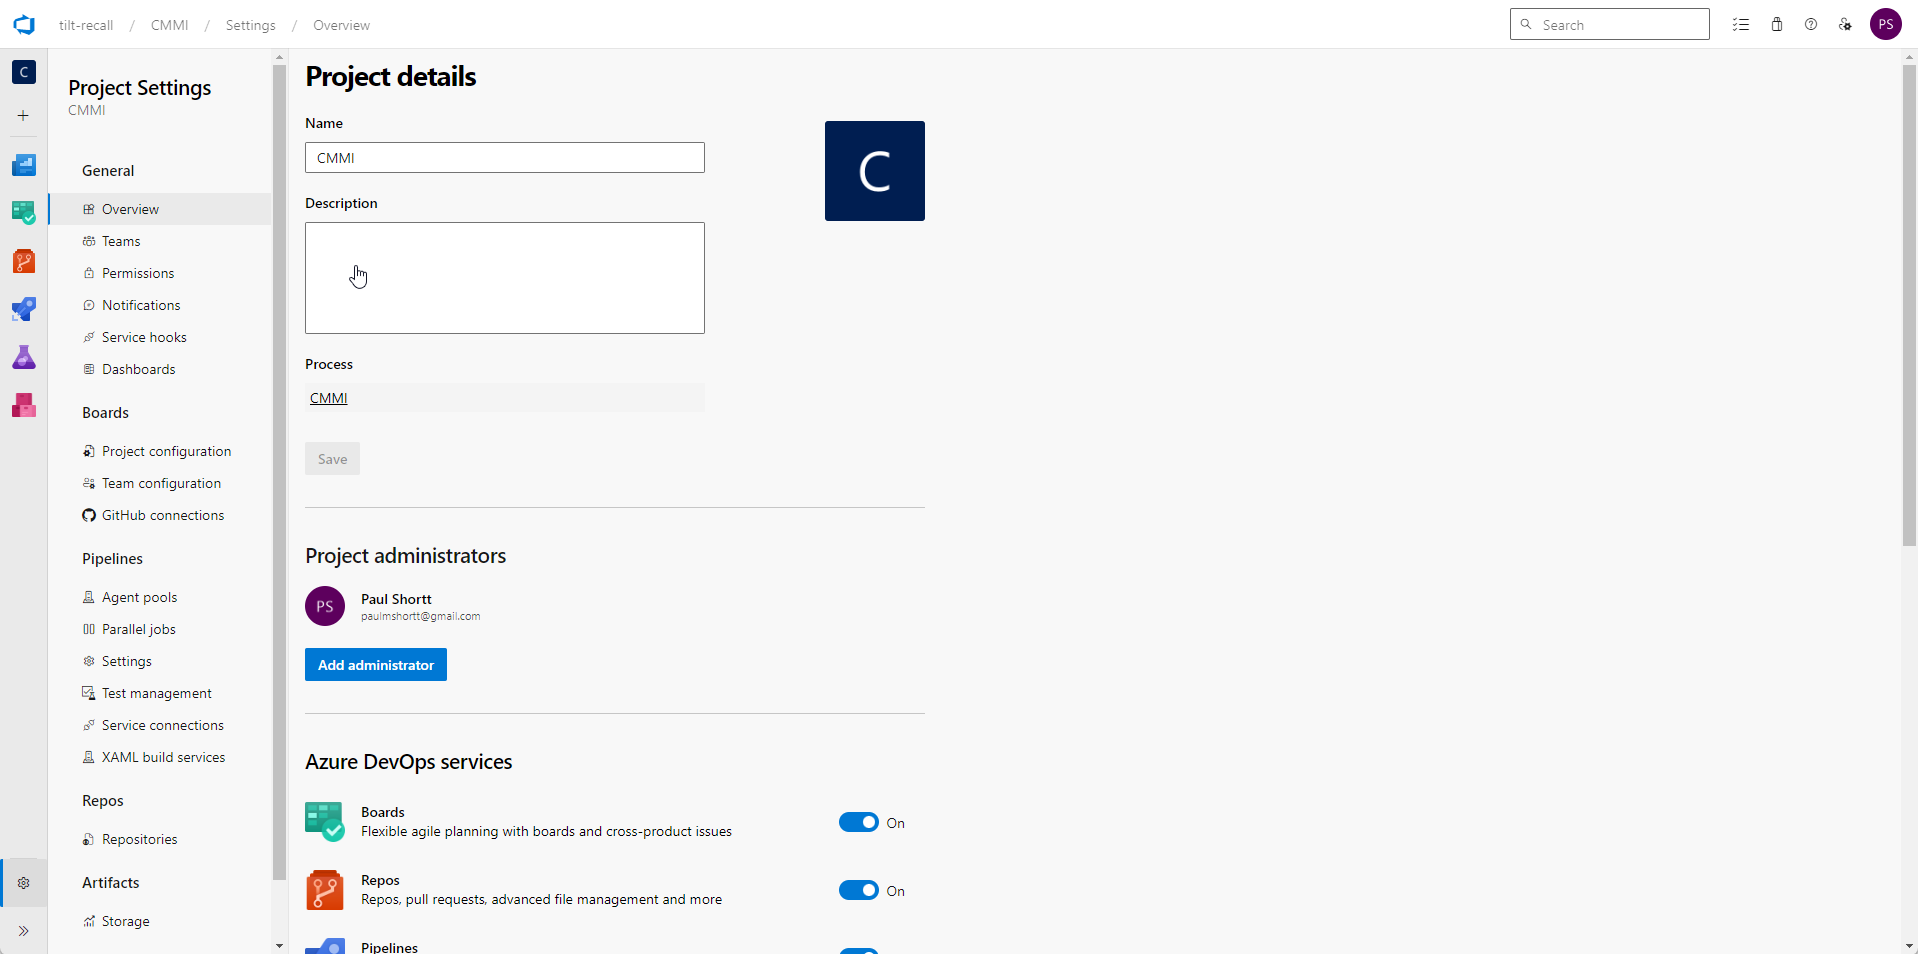 tilt-recall / CMMI / Settings / Overview
Search
PS
C
Project Settings
CMMI
General
Overview
Teams
Permissions
Notifications
Service hooks
Dashboards
Boards
Project configuration
Team configuration
GitHub connections
Pipelines
Agent pools
Parallel jobs
Settings
Test management
Service connections
XAML build services
Repos
Repositories
Artifacts
Storage
Project details
Name
CMMI
C
Description
Process
CMMI
Save
Project administrators
PS
Paul Shortt
paulmshortt@gmail.com
Add administrator
Azure DevOps services
Boards
Flexible agile planning with boards and cross-product issues
On
Repos
Repos, pull requests, advanced file management and more
On
Pipelines